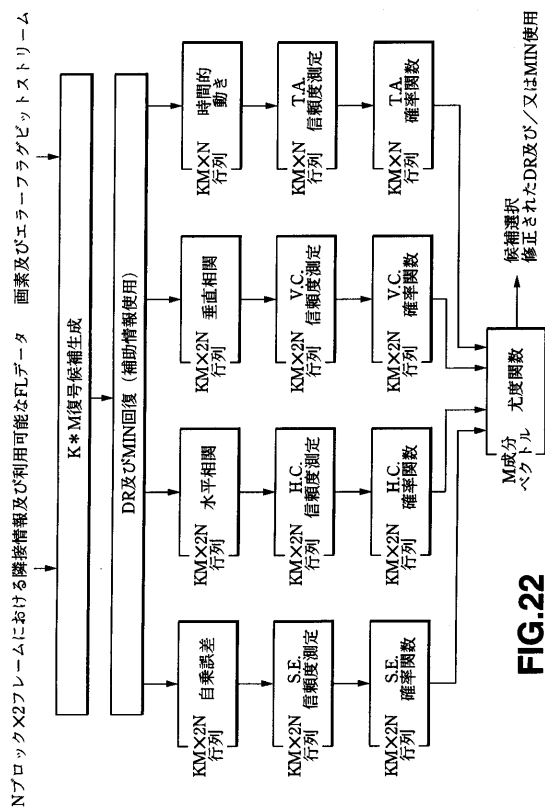 Nブロック×2フレームにおける隣接情報及び利用可能なFLデータ
画素及びエラーフラグビットストリーム
K*M復号候補生成
DR及びMIN回復（補助情報使用）
自乗誤差
KM×2N
行列
水平相関
KM×2N
行列
垂直相関
KM×2N
行列
時間的
動き
KM×N
行列
S.E.
信頼度測定
KM×2N
行列
H.C.
信頼度測定
KM×2N
行列
V.C.
信頼度測定
KM×2N
行列
T.A.
信頼度測定
KM×N
行列
S.E.
確率関数
KM×2N
行列
H.C.
確率関数
KM×2N
行列
V.C.
確率関数
KM×2N
行列
T.A.
確率関数
KM×N
行列
M成分
ベクトル
尤度関数
候補選択
修正されたDR及び／又はMIN使用
FIG.22